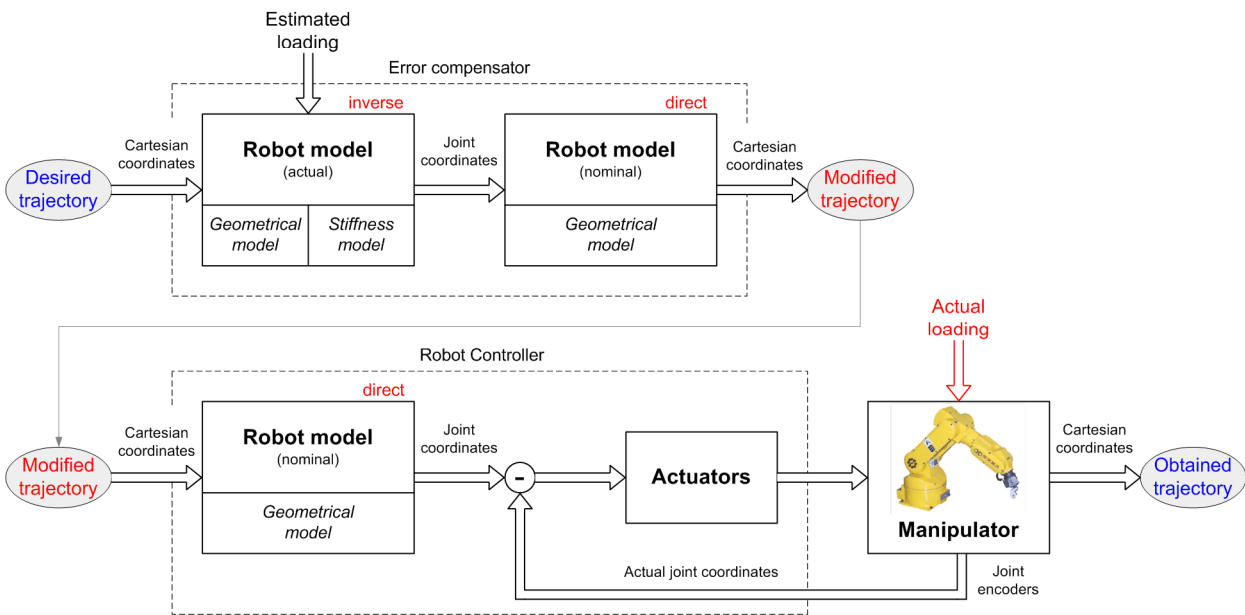 Estimated
loading
Error compensator
inverse
direct
Cartesian
coordinates
Robot model
(actual)
Joint
coordinates
Robot model
(nominal)
Cartesian
coordinates
Desired
trajectory
Modified
trajectory
Geometrical
model
Stiffness
model
Geometrical
model
Actual
loading
Robot Controller
direct
Cartesian
coordinates
Robot model
(nominal)
Joint
coordinates
Cartesian
coordinates
Modified
trajectory
-
Actuators
Obtained
trajectory
Geometrical
model
Manipulator
Actual joint coordinates
Joint
encoders